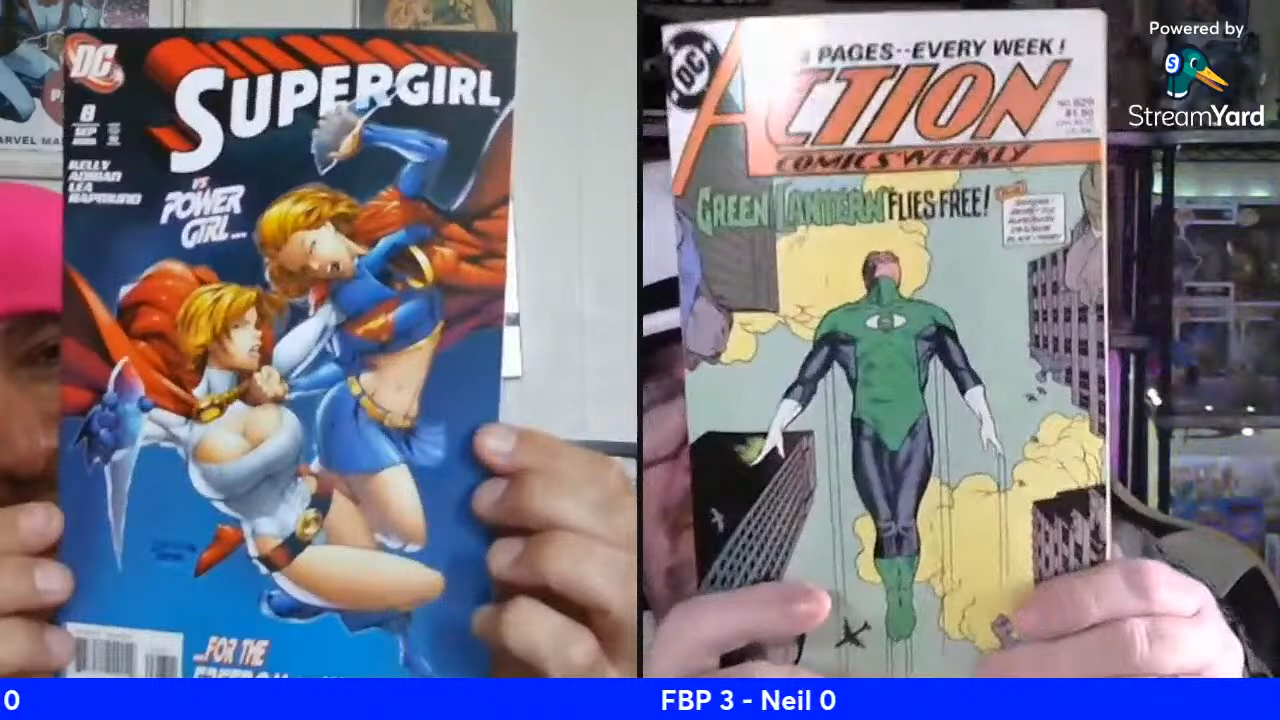 DC
SUPERGIRL
8
SEP
KELLY
ADRIAN
LEA
RAPMUND
VS
POWER
GIRL
...FOR THE
MARVEL
DC
PAGES--EVERY WEEK!
ACTION
COMICS WEEKLY
GREEN LANTERN FLIES FREE!
Powered by
StreamYard
0
FBP 3 - Neil 0